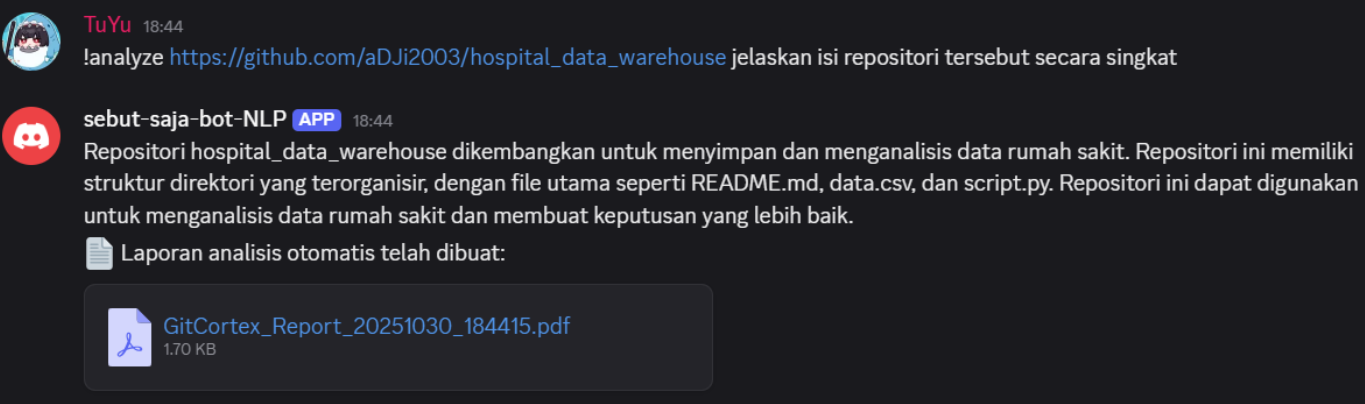 TuYu 18:44
!analyze https://github.com/aDJi2003/hospital_data_warehouse jelaskan isi repositori tersebut secara singkat
sebut-saja-bot-NLP APP 18:44
Repositori hospital_data_warehouse dikembangkan untuk menyimpan dan menganalisis data rumah sakit. Repositori ini memiliki
struktur direktori yang terorganisir, dengan file utama seperti README.md, data.csv, dan script.py. Repositori ini dapat digunakan
untuk menganalisis data rumah sakit dan membuat keputusan yang lebih baik.
Laporan analisis otomatis telah dibuat:
GitCortex_Report_20251030_184415.pdf
1.70 KB